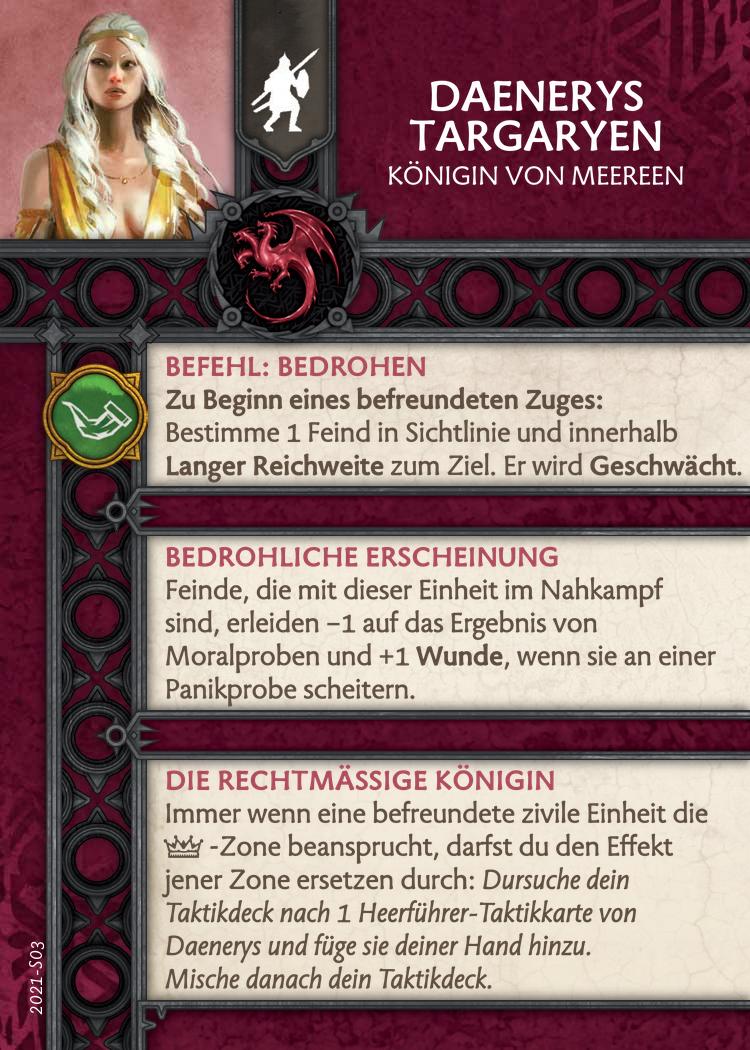 DAENERYS
TARGARYEN
KÖNIGIN VON MEEREEN
BEFEHL: BEDROHEN
Zu Beginn eines befreundeten Zuges:
Bestimme 1 Feind in Sichtlinie und innerhalb
Langer Reichweite zum Ziel. Er wird Geschwächt.
BEDROHLICHE ERSCHEINUNG
Feinde, die mit dieser Einheit im Nahkampf
sind, erleiden −1 auf das Ergebnis von
Moralproben und +1 Wunde, wenn sie an einer
Panikprobe scheitern.
DIE RECHTMÄSSIGE KÖNIGIN
Immer wenn eine befreundete zivile Einheit die
-Zone beansprucht, darfst du den Effekt
jener Zone ersetzen durch: Dursuche dein
Taktikdeck nach 1 Heerführer-Taktikkarte von
Daenerys und füge sie deiner Hand hinzu.
Mische danach dein Taktikdeck.
2021-S03